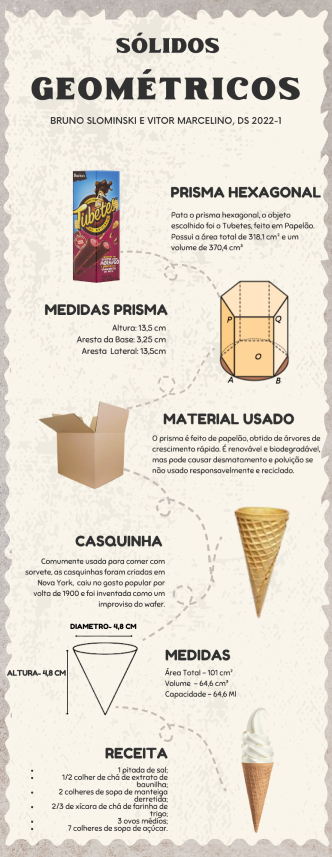 SÓLIDOS
GEOMÉTRICOS
BRUNO SLOMINSKI E VITOR MARCELINO, DS 2022-1
Tubetes
PRISMA HEXAGONAL
Para o prisma hexagonal, o objeto
escolhido foi o Tubetes, feito em Papelão.
Possui a área total de 318,1 cm² e um
volume de 370,4 cm³
MEDIDAS PRISMA
Altura: 13,5 cm
Aresta da Base: 3,25 cm
Aresta Lateral: 13,5cm
P
Q
O
A
B
MATERIAL USADO
O prisma é feito de papelão, obtido de árvores de
crescimento rápido. É renovável e biodegradável,
mas pode causar desmatamento e poluição se
não usado responsavelmente e reciclado.
CASQUINHA
Comumente usada para comer com
sorvete, as casquinhas foram criadas em
Nova York, caiu no gosto popular por
volta de 1900 e foi inventada como um
improviso do wafer.
DIAMETRO- 4,8 CM
ALTURA- 4,8 CM
MEDIDAS
Área Total – 101 cm²
Volume – 64,6 cm³
Capacidade – 64,6 Ml
RECEITA
• 1 pitada de sal;
• 1/2 colher de chá de extrato de
baunilha;
• 2 colheres de sopa de manteiga
derretida;
• 2/3 de xícara de chá de farinha de
trigo;
• 3 ovos médios;
• 7 colheres de sopa de açúcar.